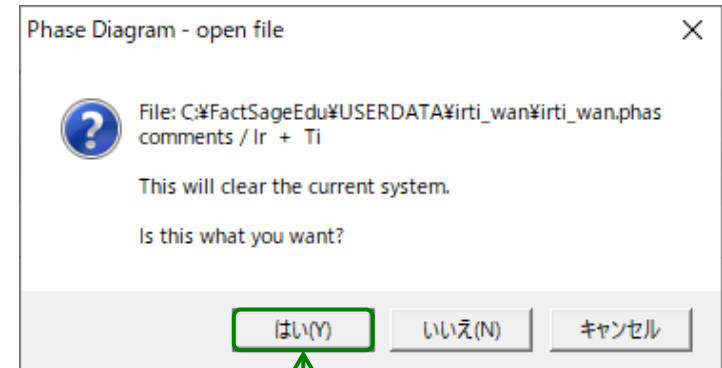 Phase Diagram - open file
File: C:¥FactSageEdu¥USERDATA¥irti_wan¥irti_wan.phas
comments / Ir + Ti
This will clear the current system.
Is this what you want?
はい(Y) いいえ(N) キャンセル